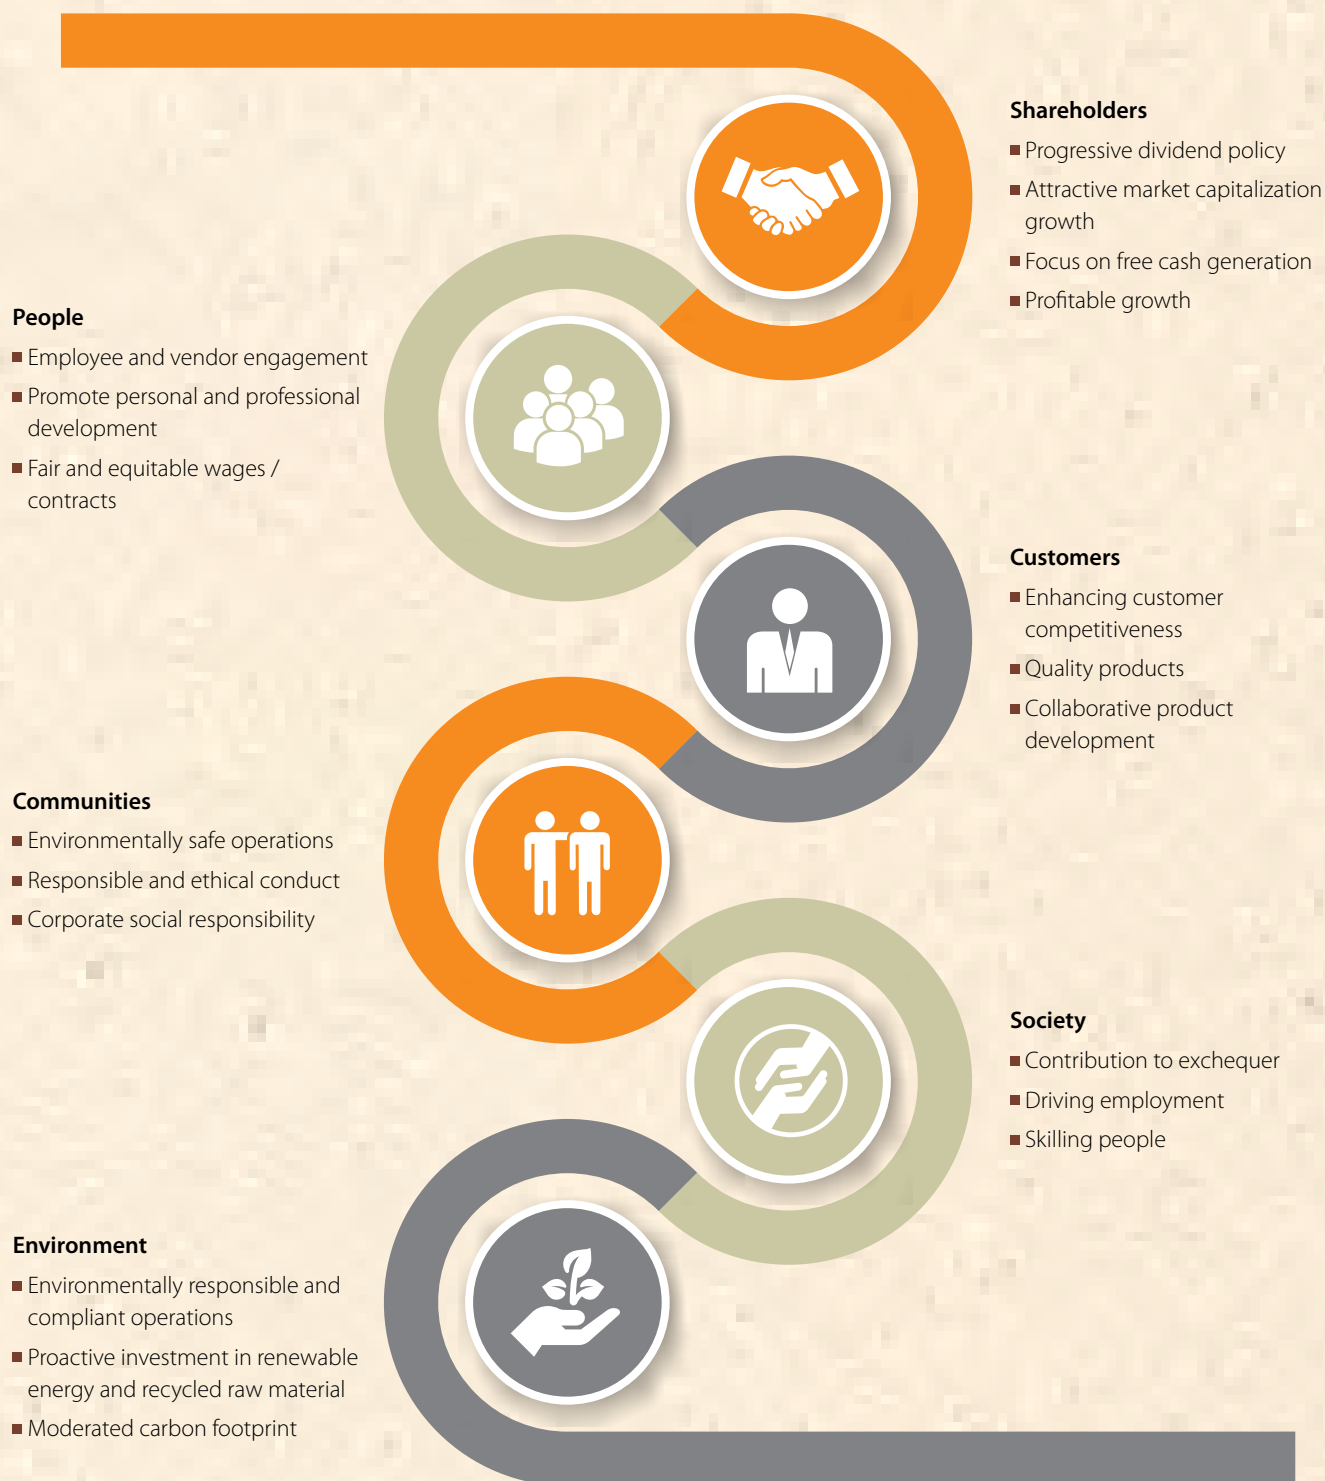 Shareholders
■ Progressive dividend policy
■ Attractive market capitalization
growth
■ Focus on free cash generation
■ Profitable growth
People
■ Employee and vendor engagement
■ Promote personal and professional
development
■ Fair and equitable wages /
contracts
Customers
■ Enhancing customer
competitiveness
■ Quality products
■ Collaborative product
development
Communities
■ Environmentally safe operations
■ Responsible and ethical conduct
■ Corporate social responsibility
Society
■ Contribution to exchequer
■ Driving employment
■ Skilling people
Environment
■ Environmentally responsible and
compliant operations
■ Proactive investment in renewable
energy and recycled raw material
■ Moderated carbon footprint